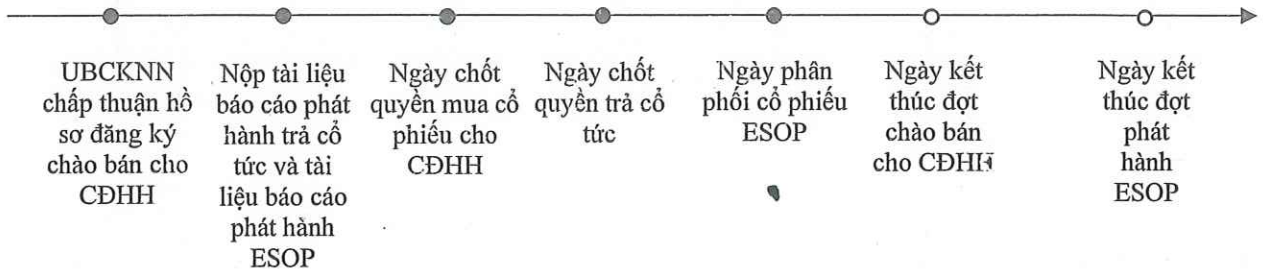 UBCKNN
chấp thuận hồ
sơ đăng ký
chào bán cho
CĐHH
Nộp tài liệu
báo cáo phát
hành trả cổ
tức và tài
liệu báo cáo
phát hành
ESOP
Ngày chốt
quyền mua cổ
phiếu cho
CĐHH
Ngày chốt
quyền trả cổ
tức
Ngày phân
phối cổ phiếu
ESOP
Ngày kết
thúc đợt
chào bán
cho CĐHH
Ngày kết
thúc đợt
phát
hành
ESOP